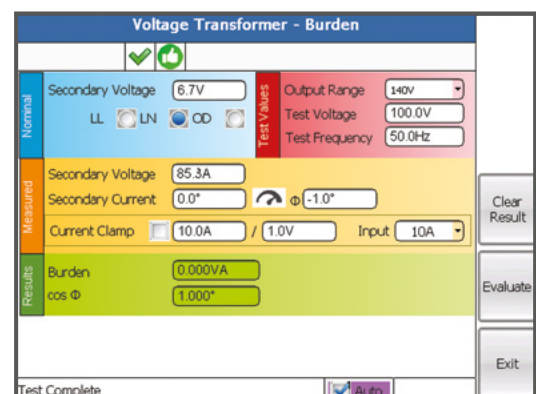 Voltage Transformer - Burden
Nominal
Secondary Voltage 6.7V
LL LN OD
Test Values
Output Range 140V
Test Voltage 100.0V
Test Frequency 50.0Hz
Measured
Secondary Voltage 85.3A
Secondary Current 0.0° Φ -1.0°
Current Clamp 10.0A / 1.0V Input 10A
Results
Burden 0.000VA
cos Φ 1.000°
Clear
Result
Evaluate
Exit
Test Complete Auto